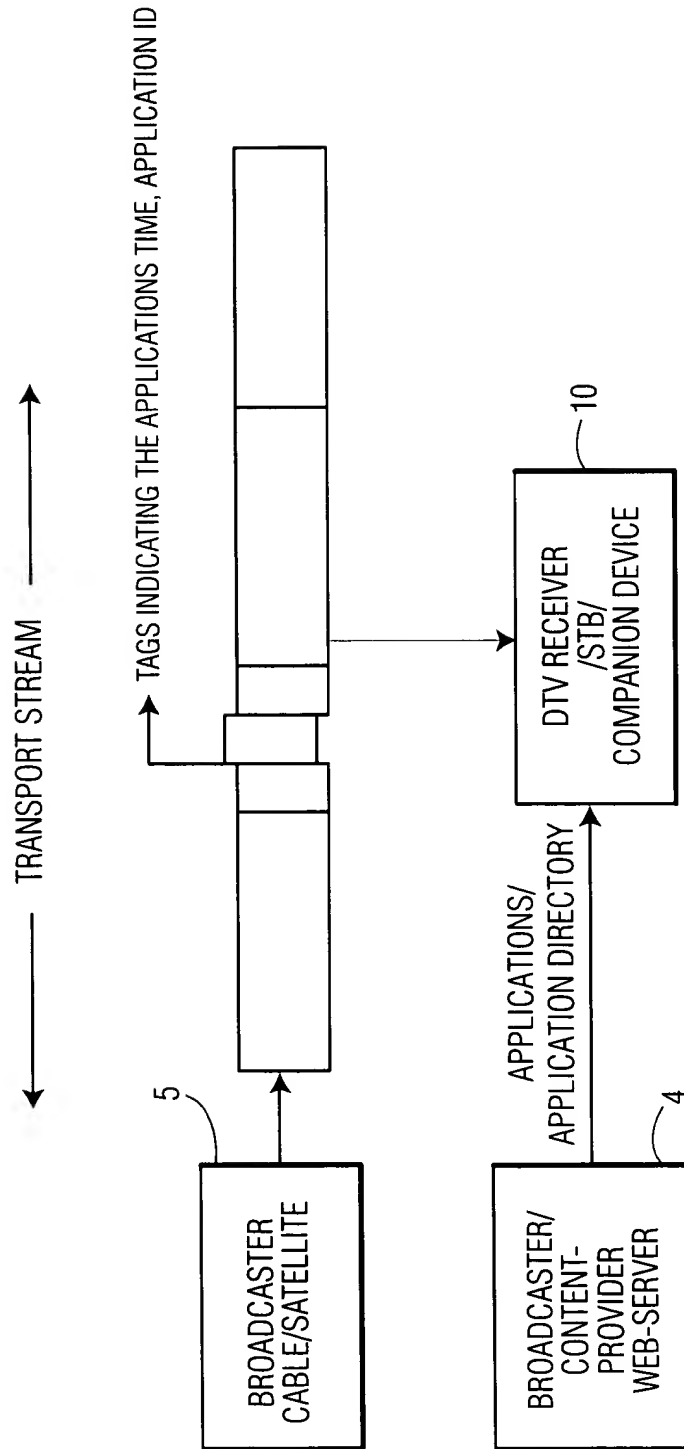 TRANSPORT STREAM
TAGS INDICATING THE APPLICATIONS TIME, APPLICATION ID
5
BROADCASTER
CABLE/SATELLITE
BROADCASTER/
CONTENT-
PROVIDER
WEB-SERVER
4
APPLICATIONS/
APPLICATION DIRECTORY
DTV RECEIVER
/STB/
COMPANION DEVICE
10